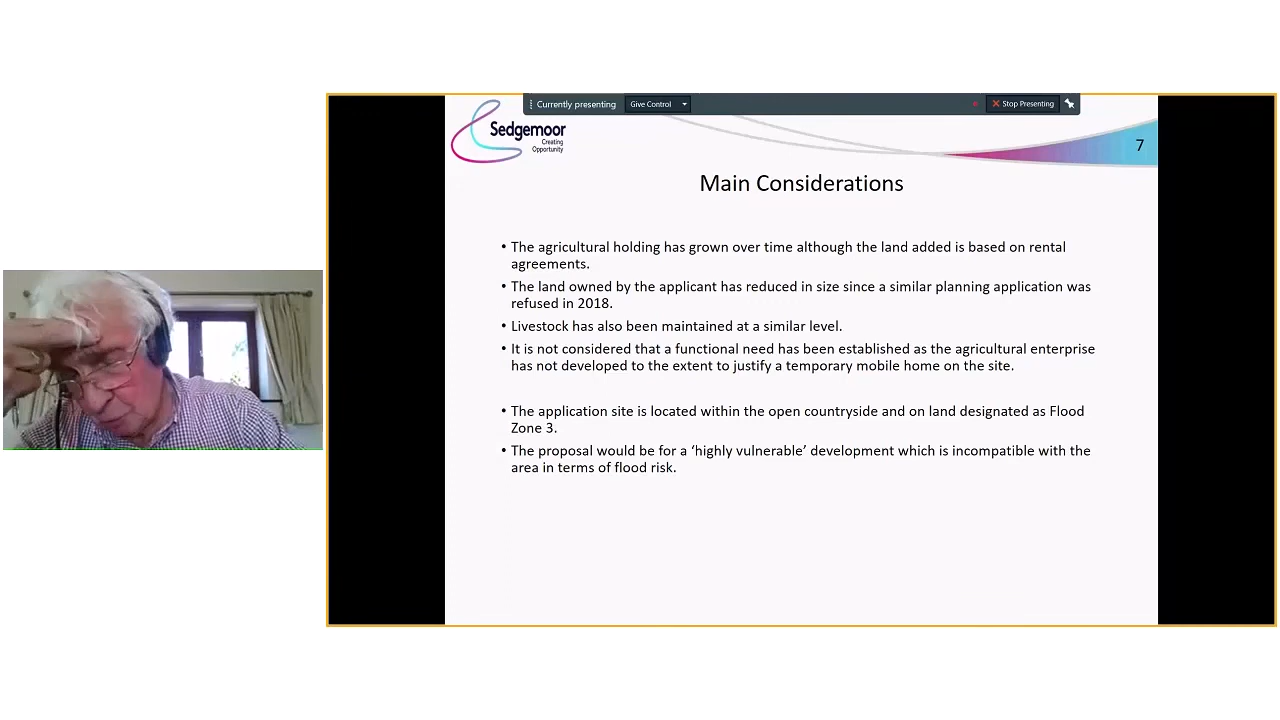 Currently presenting
Give Control
Stop Presenting
Sedgemoor
Creating
Opportunity
7
Main Considerations
• The agricultural holding has grown over time although the land added is based on rental
agreements.
• The land owned by the applicant has reduced in size since a similar planning application was
refused in 2018.
• Livestock has also been maintained at a similar level.
• It is not considered that a functional need has been established as the agricultural enterprise
has not developed to the extent to justify a temporary mobile home on the site.
• The application site is located within the open countryside and on land designated as Flood
Zone 3.
• The proposal would be for a ‘highly vulnerable’ development which is incompatible with the
area in terms of flood risk.